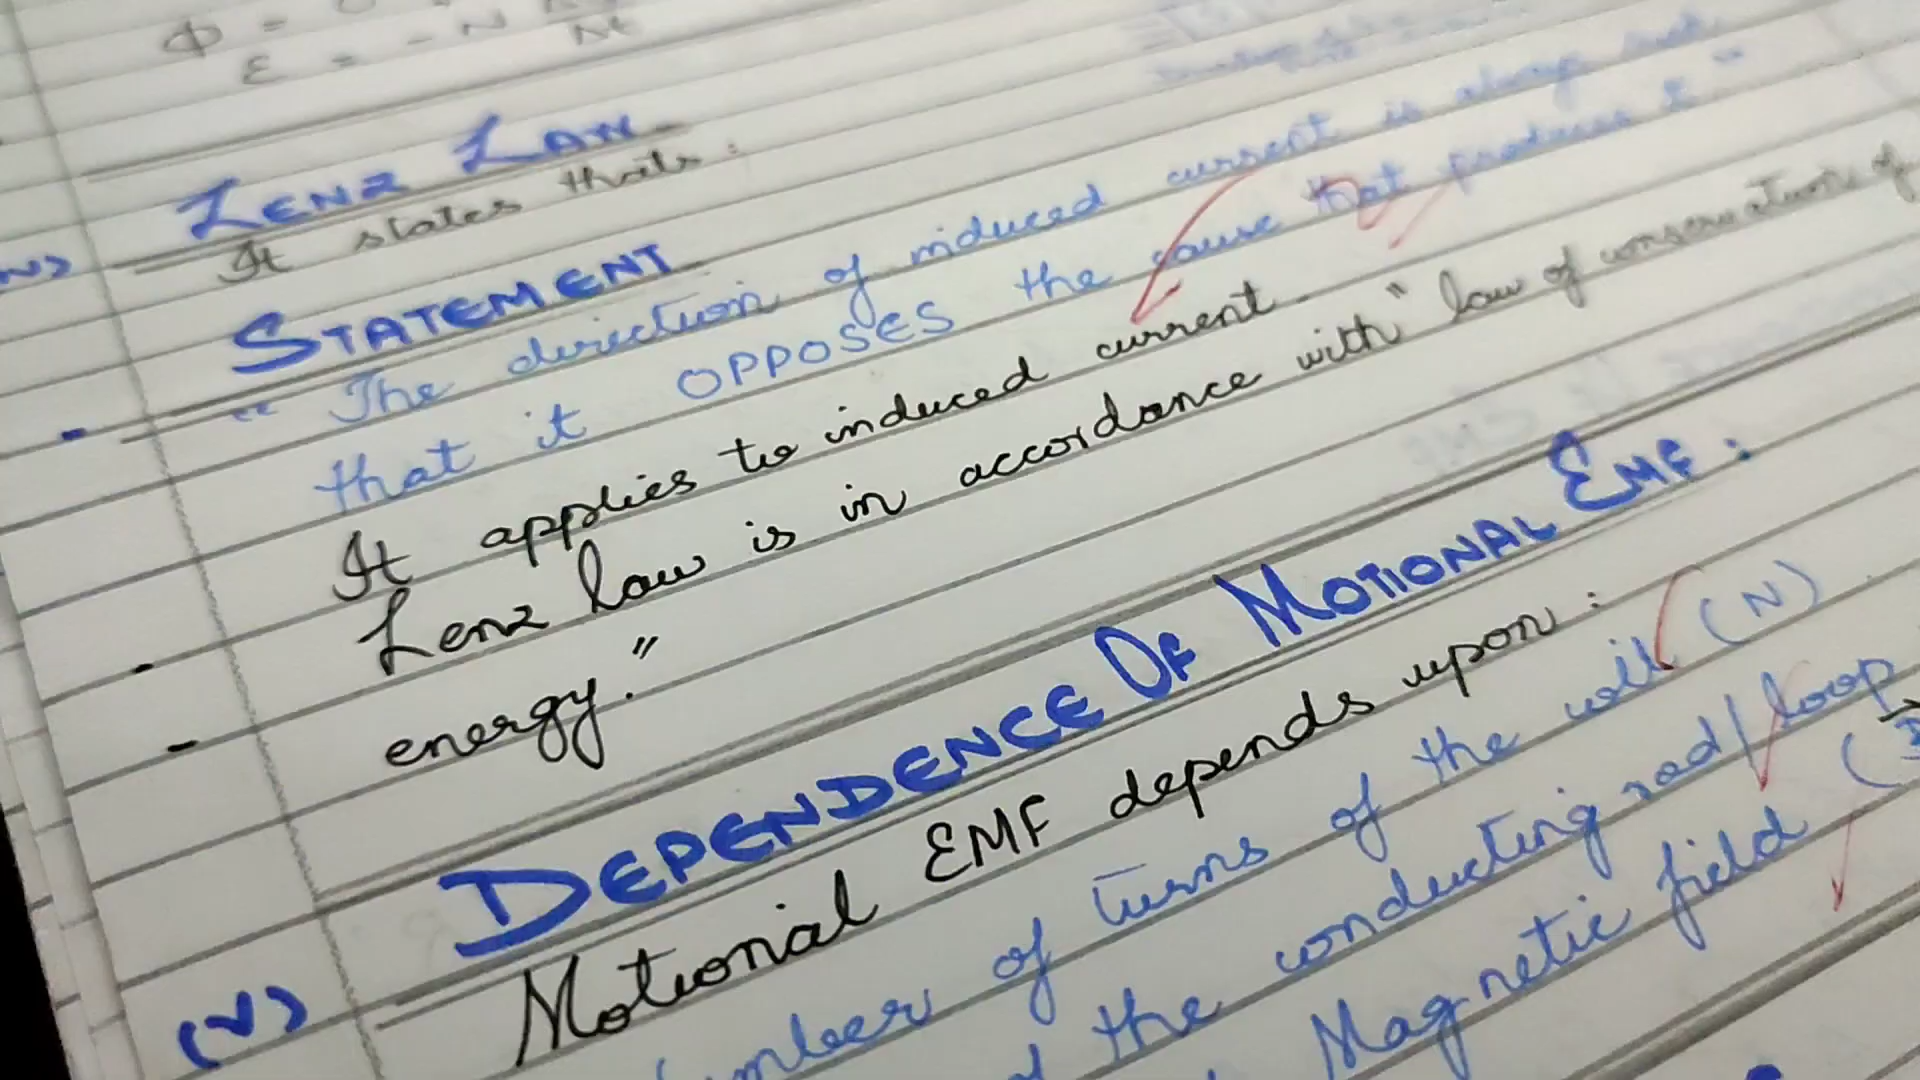 Φ =
ε = - N
LENZ LAW
It states that :
STATEMENT
" The direction of induced current is always such
that it OPPOSES the cause that produces it "
It applies to induced current.
Lenz law is in accordance with " law of conservation of
energy. "
(V) DEPENDENCE OF MOTIONAL EMF :
Motional EMF depends upon :
of turns of the coil (N)
the conducting rod/loop
Magnetic field (